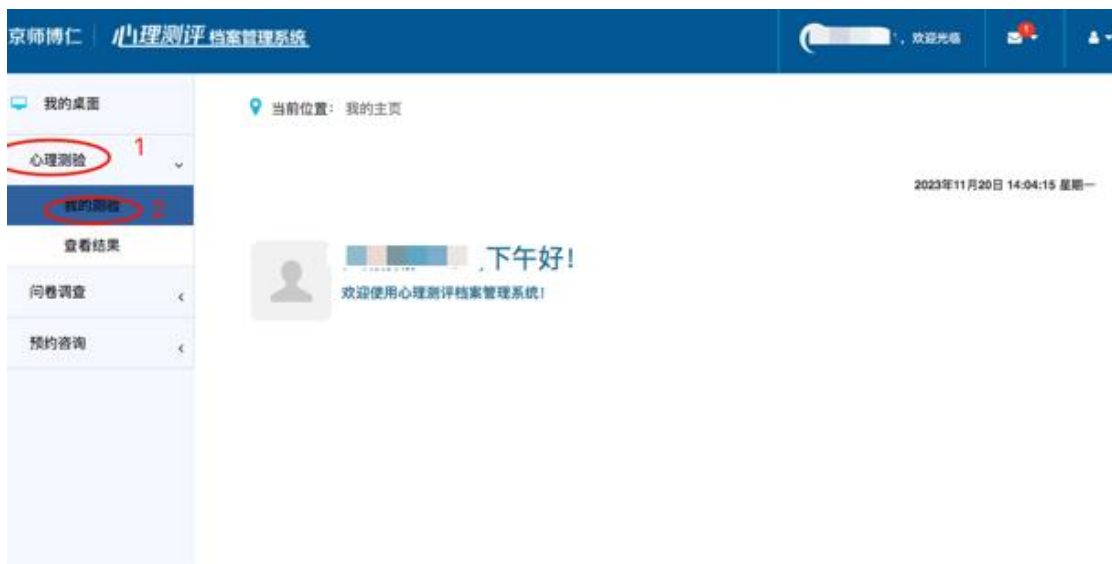 京师博仁 心理测评 档案管理系统
，欢迎光临
1
我的桌面
当前位置： 我的主页
心理测验
1
2023年11月20日 14:04:15 星期一
我的测验
2
查看结果
,下午好！
欢迎使用心理测评档案管理系统！
问卷调查
预约咨询